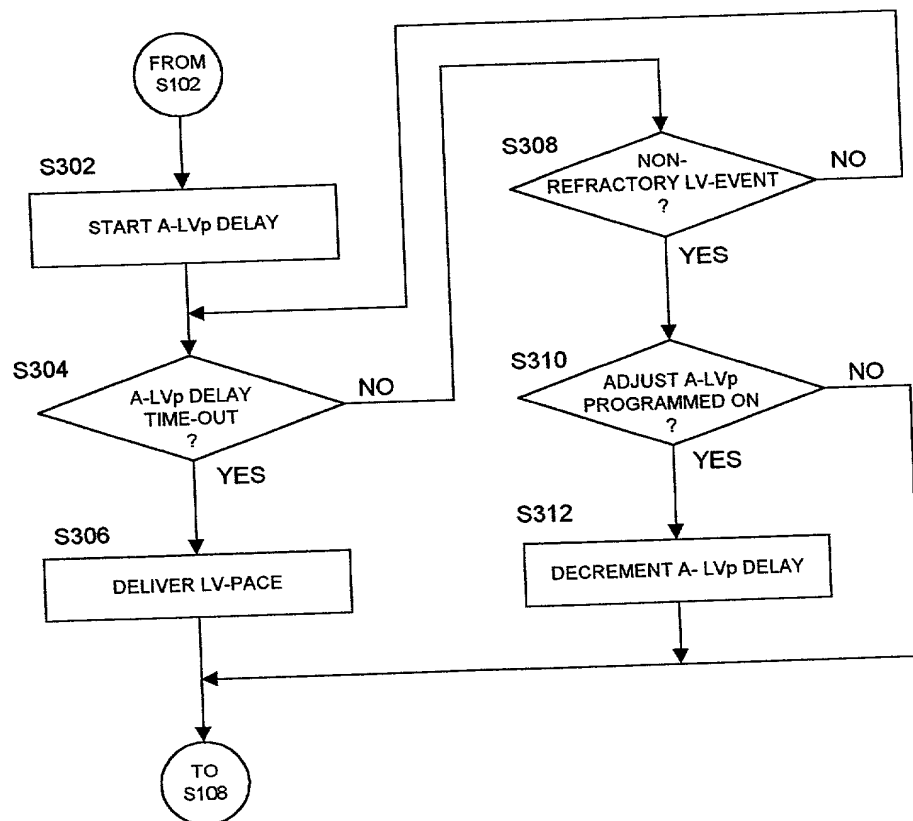 FROM
S102
S302
START A-LVp DELAY
S304
A-LVp DELAY
TIME-OUT
?
NO
YES
S306
DELIVER LV-PACE
TO
S108
S308
NON-
REFRACTORY LV-EVENT
?
NO
YES
S310
ADJUST A-LVp
PROGRAMMED ON
?
NO
YES
S312
DECREMENT A- LVp DELAY